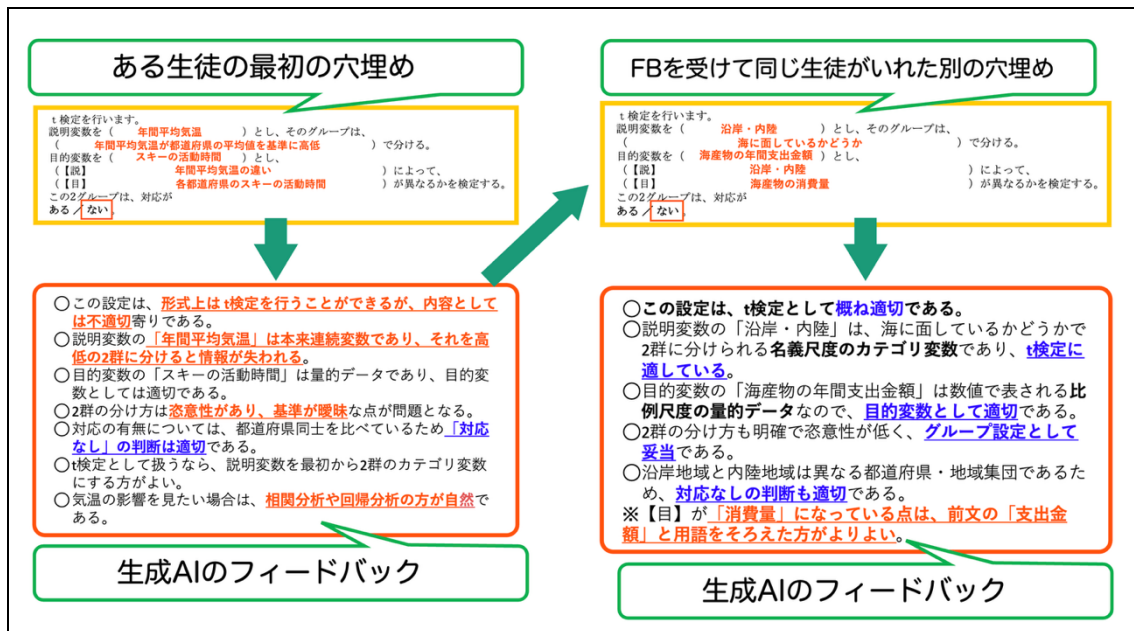 ある生徒の最初の穴埋め
t 検定を行います。
説明変数を（ 年間平均気温 ）とし、そのグループは、
（ 年間平均気温が都道府県の平均値を基準に高低 ）で分ける。
目的変数を（ スキーの活動時間 ）とし、
（【説】 年間平均気温の違い ）によって、
（【目】 各都道府県のスキーの活動時間 ）が異なるかを検定する。
この2グループは、対応が
ある / ない。
○この設定は、形式上は t検定を行うことができるが、内容として
は不適切寄りである。
○説明変数の「年間平均気温」は本来連続変数であり、それを高
低の2群に分けると情報が失われる。
○目的変数の「スキーの活動時間」は量的データであり、目的変
数としては適切である。
○2群の分け方は恣意性があり、基準が曖昧な点が問題となる。
○対応の有無については、都道府県同士を比べているため「対応
なし」の判断は適切である。
○t検定として扱うなら、説明変数を最初から2群のカテゴリ変数
にする方がよい。
○気温の影響を見たい場合は、相関分析や回帰分析の方が自然で
ある。
生成AIのフィードバック
FBを受けて同じ生徒がいれた別の穴埋め
t 検定を行います。
説明変数を（ 沿岸・内陸 ）とし、そのグループは、
（ 海に面しているかどうか ）で分ける。
目的変数を（ 海産物の年間支出金額 ）とし、
（【説】 沿岸・内陸 ）によって、
（【目】 海産物の消費量 ）が異なるかを検定する。
この2グループは、対応が
ある / ない。
○この設定は、t検定として概ね適切である。
○説明変数の「沿岸・内陸」は、海に面しているかどうかで
2群に分けられる名義尺度のカテゴリ変数であり、t検定に
適している。
○目的変数の「海産物の年間支出金額」は数値で表される比
例尺度の量的データなので、目的変数として適切である。
○2群の分け方も明確で恣意性が低く、グループ設定として
妥当である。
○沿岸地域と内陸地域は異なる都道府県・地域集団であるた
め、対応なしの判断も適切である。
※【目】が「消費量」になっている点は、前文の「支出金
額」と用語をそろえた方がよりよい。
生成AIのフィードバック